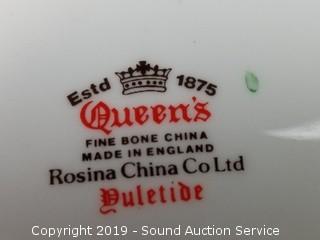 Estd 1875
Queen's
FINE BONE CHINA
MADE IN ENGLAND
Rosina China Co Ltd
Yuletide
Copyright 2019 - Sound Auction Service